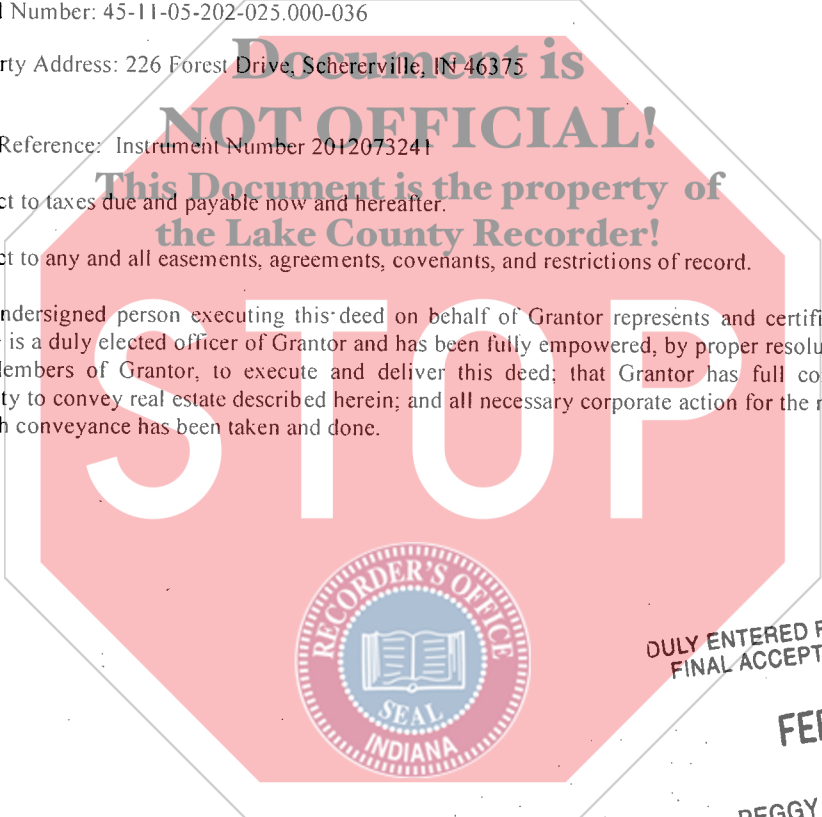 l Number: 45-11-05-202-025.000-036
Document is
rty Address: 226 Forest Drive, Schererville, IN 46375
NOT OFFICIAL!
Reference: Instrument Number 2012073241
This Document is the property of
ct to taxes due and payable now and hereafter.
the Lake County Recorder!
ct to any and all easements, agreements, covenants, and restrictions of record.
ndersigned person executing this deed on behalf of Grantor represents and certifi
is a duly elected officer of Grantor and has been fully empowered, by proper resolu
embers of Grantor, to execute and deliver this deed; that Grantor has full co
ty to convey real estate described herein; and all necessary corporate action for the
h conveyance has been taken and done.
STOP
RECORDER'S OFFICE
SEAL
INDIANA
DULY ENTERED F
FINAL ACCEPT
FE
PEGGY